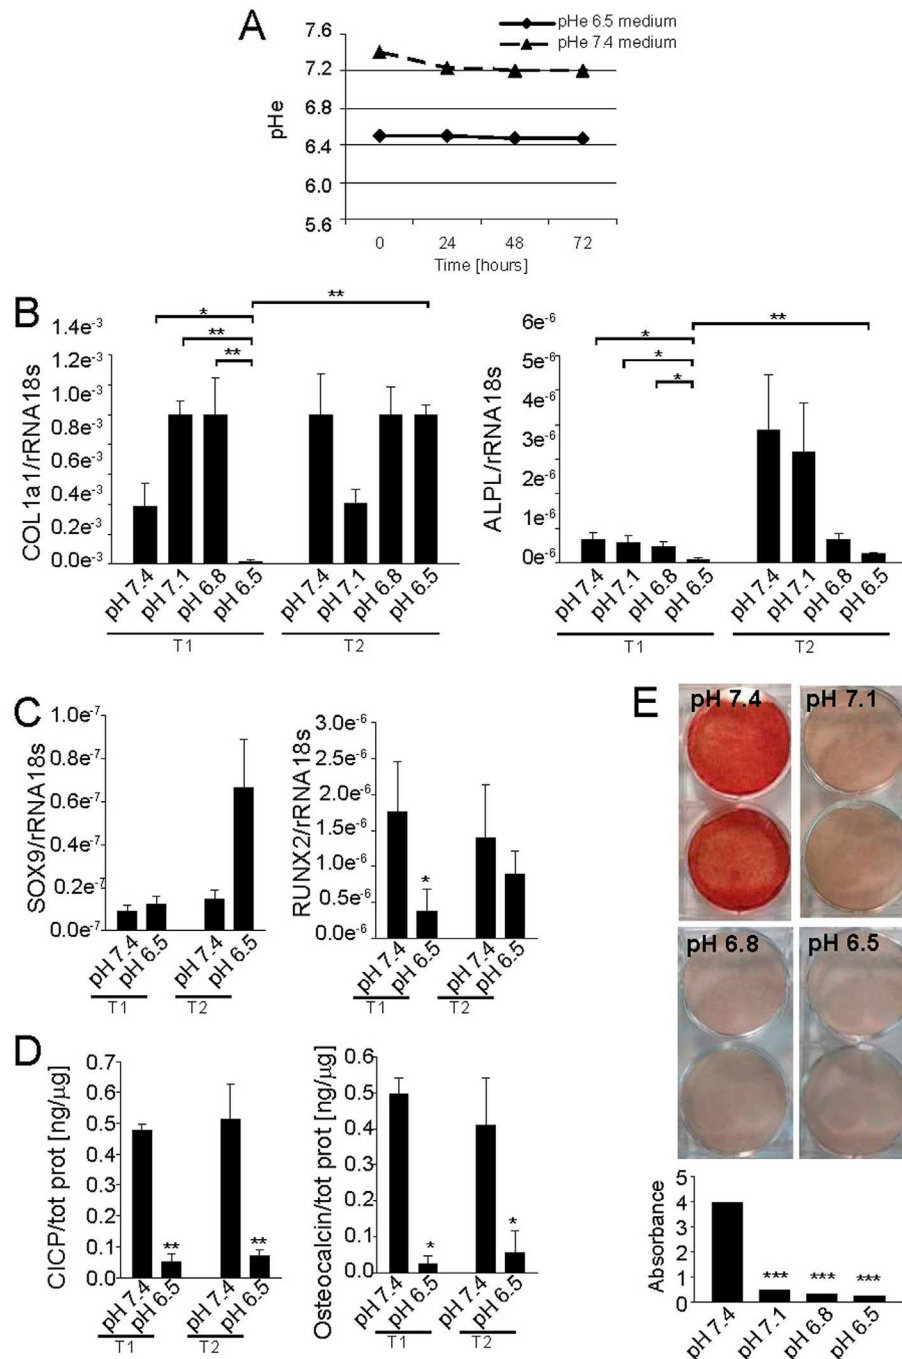 A
pHe 6.5 medium
pHe 7.4 medium
pHe
7.6
7.2
6.8
6.4
6.0
5.6
0 24 48 72
Time [hours]
B
COL1a1/rRNA18s
1.4e-3
1.2e-3
0.8e-3
0.6e-3
0.4e-3
0.2e-3
0.0e-3
* ** ** **
pH 7.4 pH 7.1 pH 6.8 pH 6.5 pH 7.4 pH 7.1 pH 6.8 pH 6.5
T1 T2
ALPL/rRNA18s
6e-6
5e-6
4e-6
3e-6
2e-6
1e-6
0e-6
* * * **
pH 7.4 pH 7.1 pH 6.8 pH 6.5 pH 7.4 pH 7.1 pH 6.8 pH 6.5
T1 T2
C
SOX9/rRNA18s
1.0e-7
0.8e-7
0.6e-7
0.4e-7
0.2e-7
0.0e-7
pH 7.4 pH 6.5 pH 7.4 pH 6.5
T1 T2
RUNX2/rRNA18s
3.0e-6
2.5e-6
2.0e-6
1.5e-6
1.0e-6
0.5e-6
0.0e-6
*
pH 7.4 pH 6.5 pH 7.4 pH 6.5
T1 T2
D
CICP/tot prot [ng/µg]
0.7
0.6
0.5
0.4
0.3
0.2
0.1
0.0
** **
pH 7.4 pH 6.5 pH 7.4 pH 6.5
T1 T2
Osteocalcin/tot prot [ng/µg]
0.6
0.5
0.4
0.3
0.2
0.1
0.0
* *
pH 7.4 pH 6.5 pH 7.4 pH 6.5
T1 T2
E
pH 7.4 pH 7.1
pH 6.8 pH 6.5
Absorbance
5
4
3
2
1
0
*** *** ***
pH 7.4 pH 7.1 pH 6.8 pH 6.5